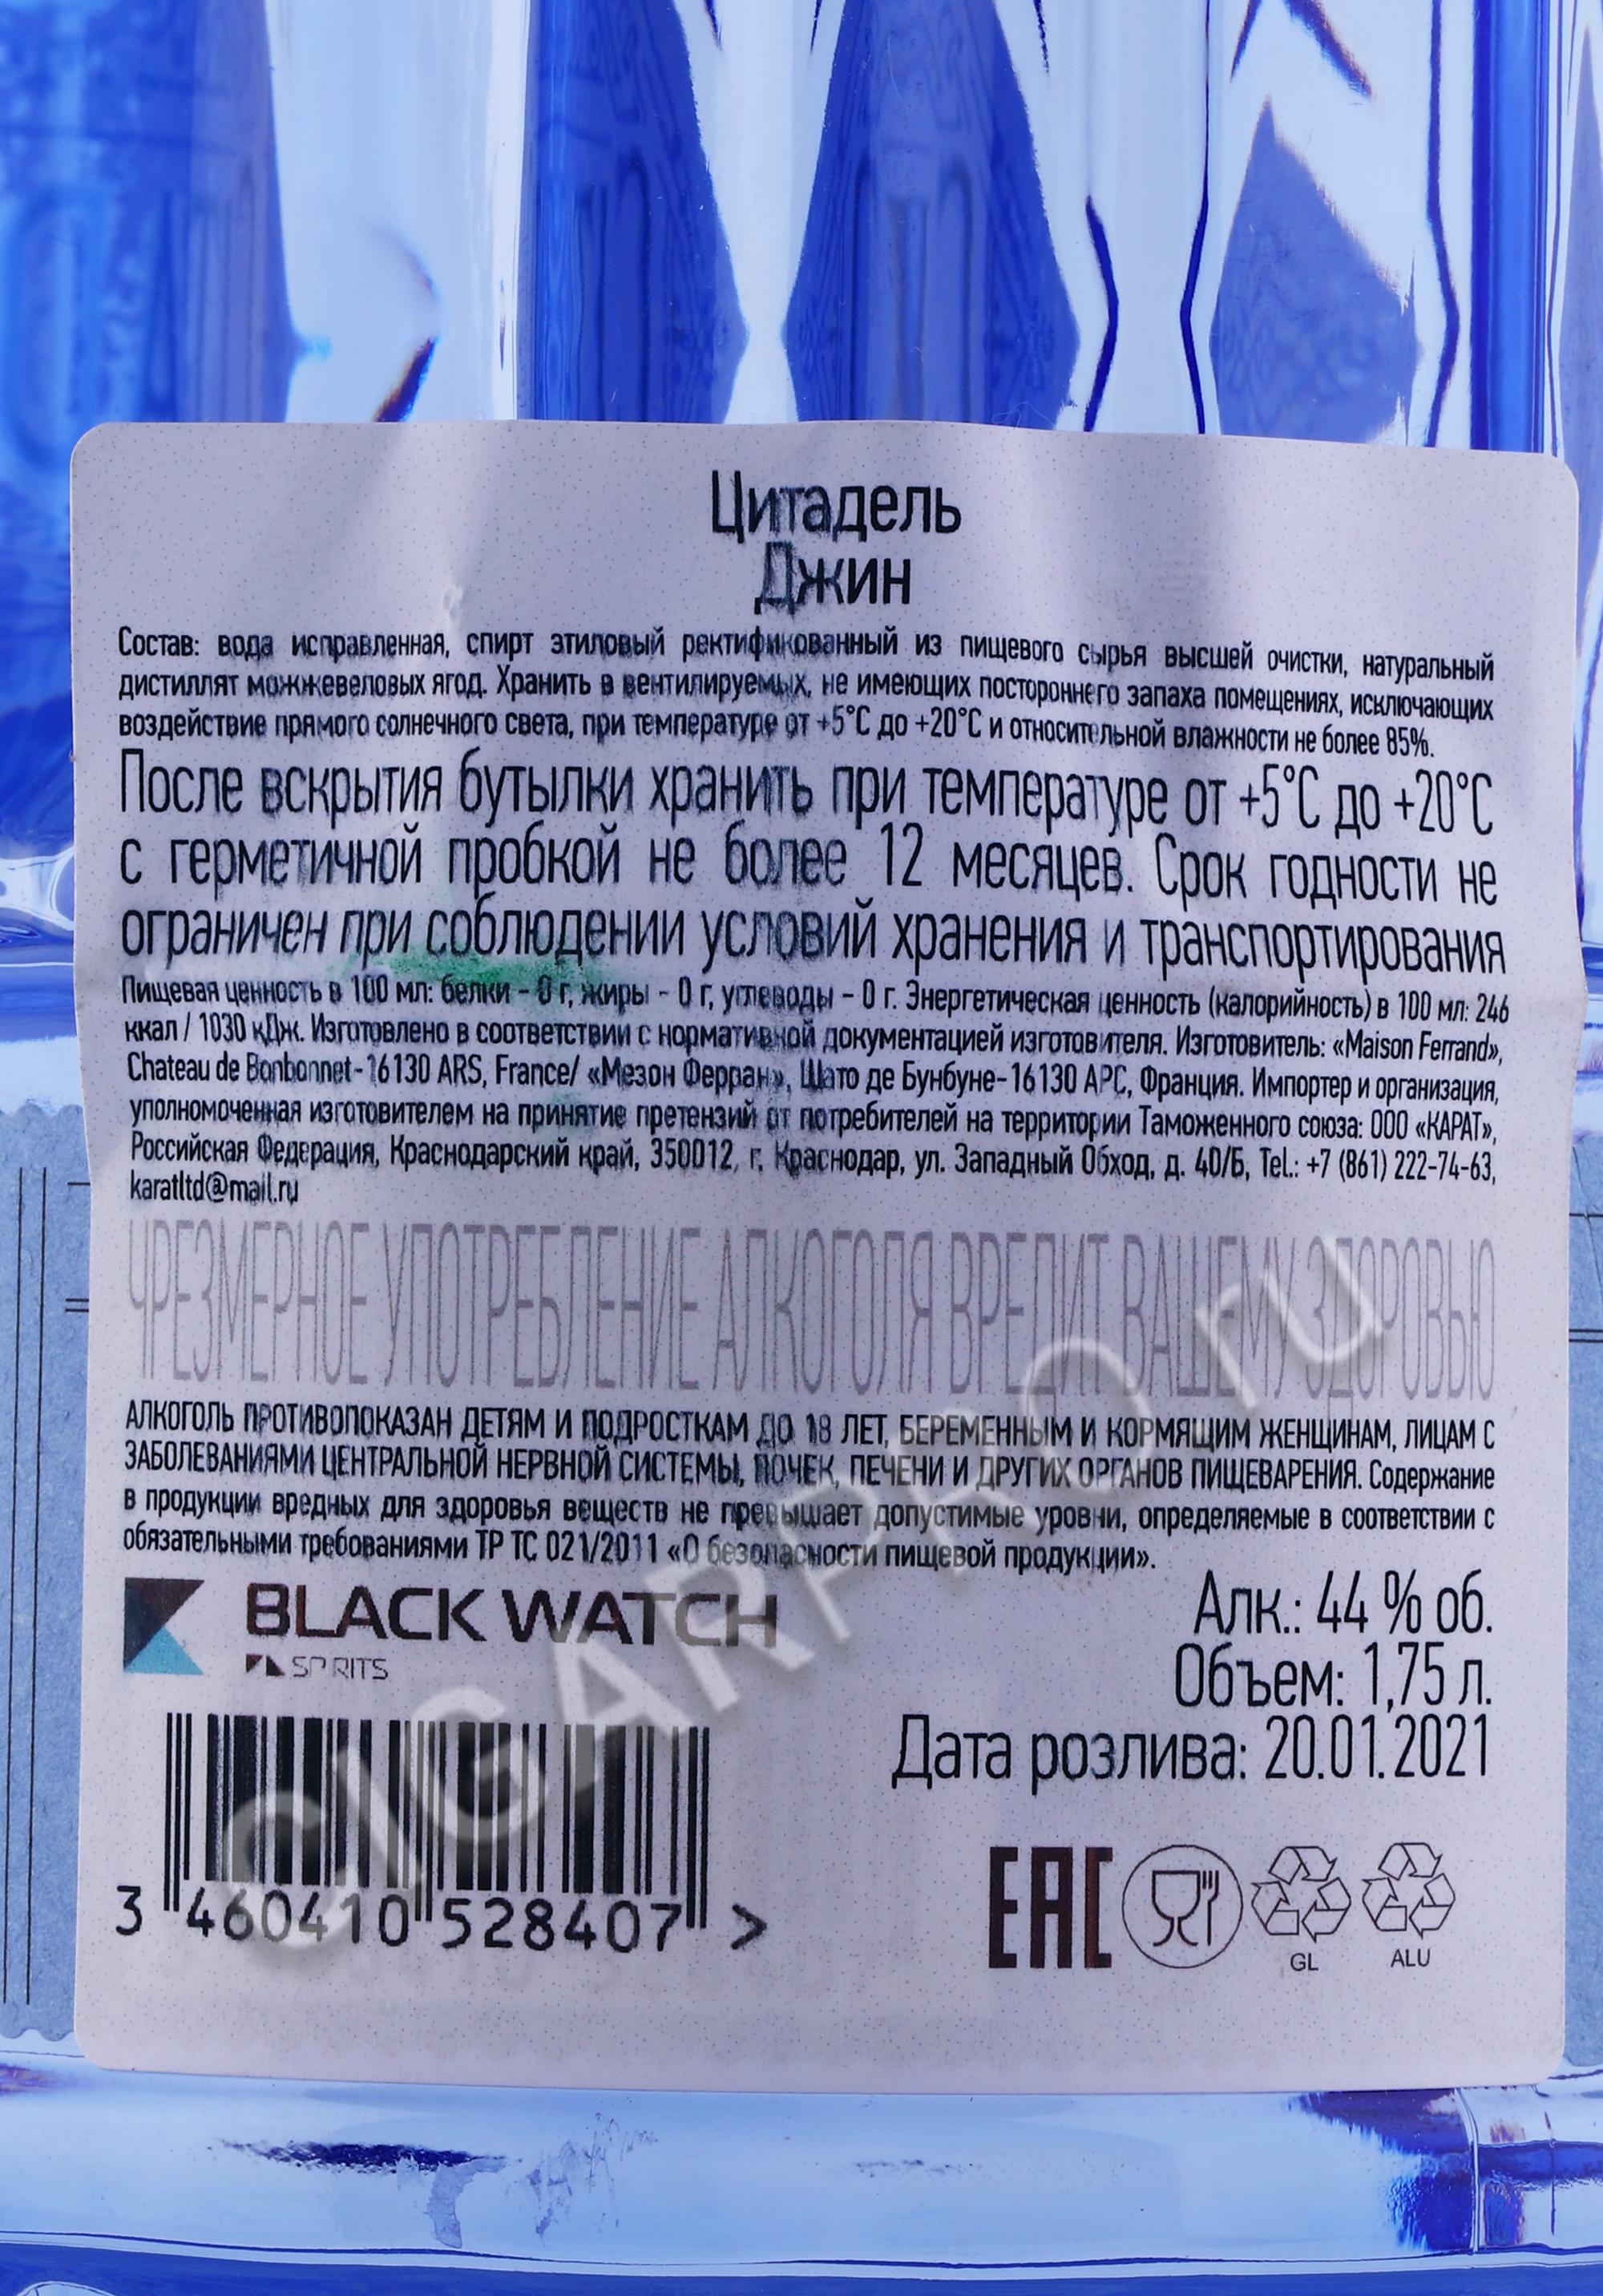 Цитадель
Джин
Состав: вода исправленная, спирт этиловый ректификованный из пищевого сырья высшей очистки, натуральный
дистиллят можжевеловых ягод. Хранить в вентилируемых, не имеющих постороннего запаха помещениях, исключающих
воздействие прямого солнечного света, при температуре от +5°C до +20°C и относительной влажности не более 85%.
После вскрытия бутылки хранить при температуре от +5°C до +20°C
с герметичной пробкой не более 12 месяцев. Срок годности не
ограничен при соблюдении условий хранения и транспортирования
Пищевая ценность в 100 мл: белки - 0 г, жиры - 0 г, углеводы - 0 г. Энергетическая ценность (калорийность) в 100 мл: 246
ккал / 1030 кДж. Изготовлено в соответствии с нормативной документацией изготовителя. Изготовитель: «Maison Ferrand»,
Chateau de Bonbonnet-16130 ARS, France/ «Мезон Ферран», Шато де Бунбуне-16130 АРС, Франция. Импортер и организация,
уполномоченная изготовителем на принятие претензий от потребителей на территории Таможенного союза: ООО «КАРАТ»,
Российская Федерация, Краснодарский край, 350012, г. Краснодар, ул. Западный Обход, д. 40/Б, Tel.: +7 (861) 222-74-63,
karatltd@mail.ru
ЧРЕЗМЕРНОЕ УПОТРЕБЛЕНИЕ АЛКОГОЛЯ ВРЕДИТ ВАШЕМУ ЗДОРОВЬЮ
АЛКОГОЛЬ ПРОТИВОПОКАЗАН ДЕТЯМ И ПОДРОСТКАМ ДО 18 ЛЕТ, БЕРЕМЕННЫМ И КОРМЯЩИМ ЖЕНЩИНАМ, ЛИЦАМ С
ЗАБОЛЕВАНИЯМИ ЦЕНТРАЛЬНОЙ НЕРВНОЙ СИСТЕМЫ, ПОЧЕК, ПЕЧЕНИ И ДРУГИХ ОРГАНОВ ПИЩЕВАРЕНИЯ. Содержание
в продукции вредных для здоровья веществ не превышает допустимые уровни, определяемые в соответствии с
обязательными требованиями ТР ТС 021/2011 «О безопасности пищевой продукции».
BLACK WATCH
SPIRITS
Алк.: 44 % об.
Объем: 1,75 л.
Дата розлива: 20.01.2021
3 460410 528407 >
EAC
GL
ALU
CIGARPRO.ru